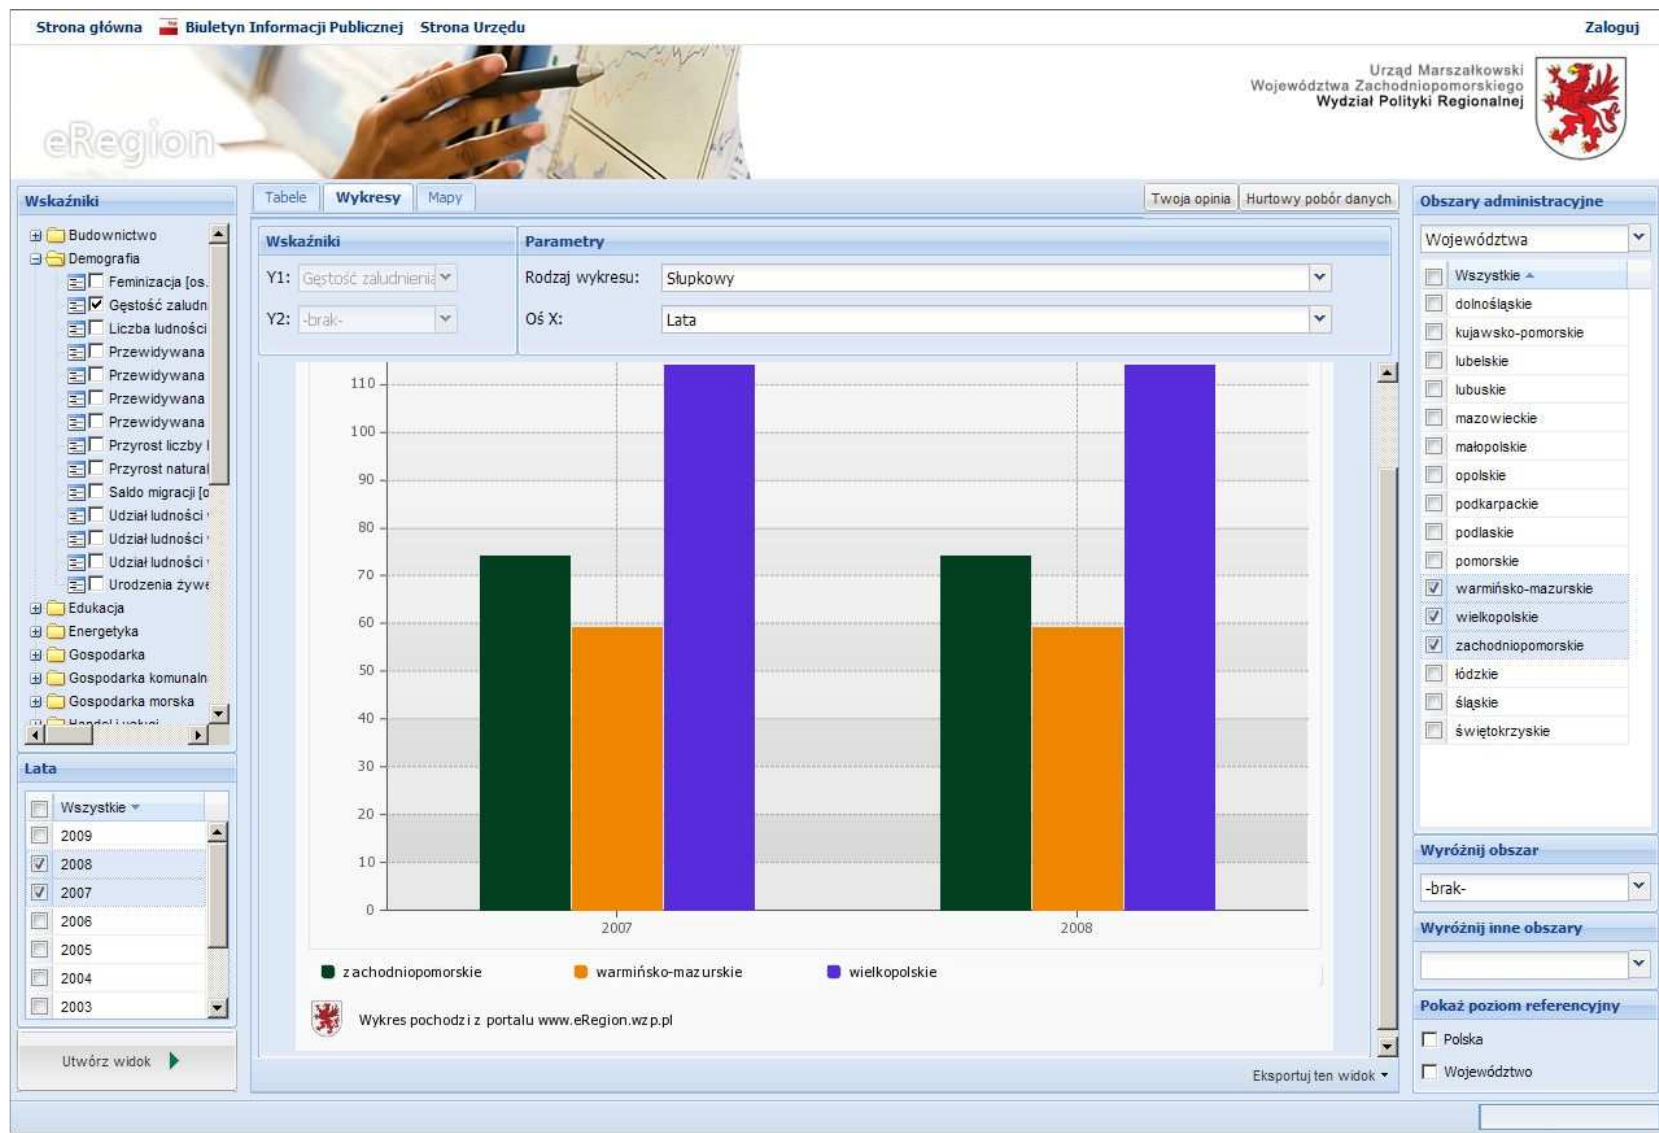 Strona główna Biuletyn Informacji Publicznej Strona Urzędu Zaloguj
eRegion
Urząd Marszałkowski
Województwa Zachodniopomorskiego
Wydział Polityki Regionalnej
Wskaźniki
Budownictwo
Demografia
Feminizacja [os.
Gęstość zaludn
Liczba ludności
Przewidywana
Przewidywana
Przewidywana
Przewidywana
Przyrost liczby l
Przyrost natural
Saldo migracji [o
Udział ludności
Udział ludności
Udział ludności
Urodzenia żywe
Edukacja
Energetyka
Gospodarka
Gospodarka komunaln
Gospodarka morska
Handel i usługi
Lata
Wszystkie
2009
2008
2007
2006
2005
2004
2003
Utwórz widok
Tabele Wykresy Mapy Twoja opinia Hurtowy pobór danych
Wskaźniki Parametry
Y1: Gęstość zaludnienia Rodzaj wykresu: Słupkowy
Y2: -brak- Oś X: Lata
110
100
90
80
70
60
50
40
30
20
10
0
2007 2008
zachodniopomorskie warmińsko-mazurskie wielkopolskie
Wykres pochodzi z portalu www.eRegion.wzp.pl
Eksportuj ten widok
Obszary administracyjne
Województwa
Wszystkie
dolnośląskie
kujawsko-pomorskie
lubelskie
lubuskie
mazowieckie
małopolskie
opolskie
podkarpackie
podlaskie
pomorskie
warmińsko-mazurskie
wielkopolskie
zachodniopomorskie
łódzkie
śląskie
świętokrzyskie
Wyróżnij obszar
-brak-
Wyróżnij inne obszary
Pokaż poziom referencyjny
Polska
Województwo